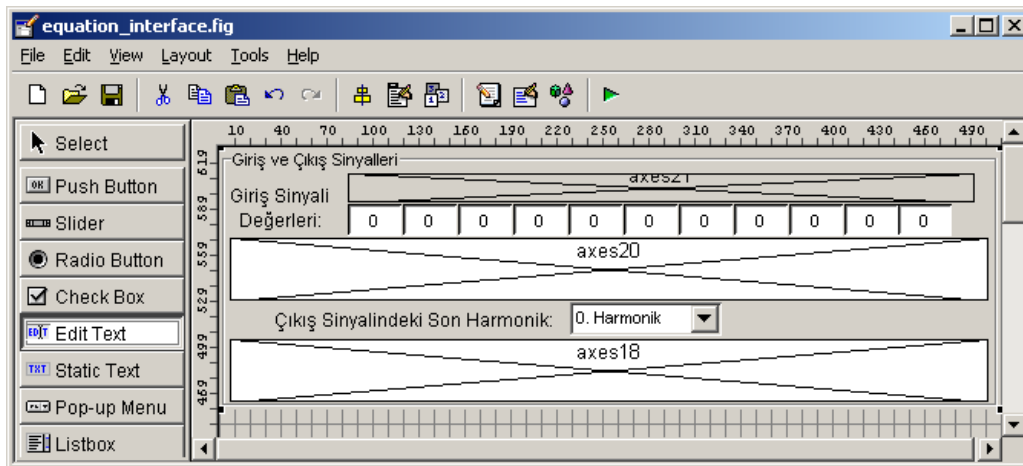 equation_interface.fig
File Edit View Layout Tools Help
10 40 70 100 130 160 190 220 250 280 310 340 370 400 430 460 490
Select
619
Giriş ve Çıkış Sinyalleri
axes21
OK Push Button
Giriş Sinyali
589
Değerleri: 0 0 0 0 0 0 0 0 0 0 0
Slider
559
axes20
Radio Button
529
Check Box
Çıkış Sinyalindeki Son Harmonik: 0. Harmonik
EDIT Edit Text
499
axes18
TXT Static Text
469
Pop-up Menu
Listbox